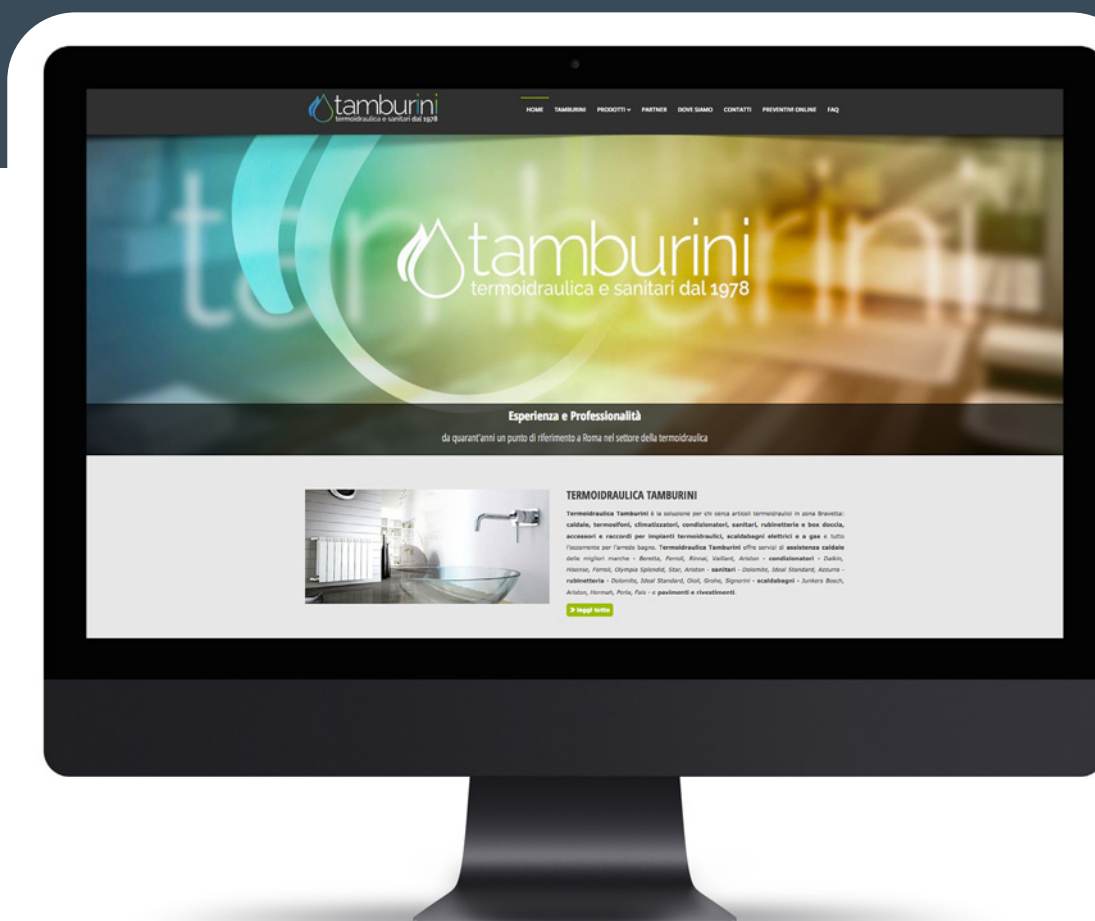 tamburini
termoidraulica e sanitari dal 1978
HOME TAMBURINI PRODOTTI PARTNER DOVE SIAMO CONTATTI PREVENTIVI ONLINE FAQ
tamburini
tamburini
termoidraulica e sanitari dal 1978
Esperienza e Professionalità
da quarant'anni un punto di riferimento a Roma nel settore della termoidraulica
TERMOIDRAULICA TAMBURINI
Termoidraulica Tamburini è la soluzione per chi cerca articoli termoidraulici in zona Bravetta:
caldaie, termosifoni, climatizzatori, condizionatori, sanitari, rubinetterie e box doccia,
accessori e raccordi per impianti termoidraulici, scaldabagni elettrici e a gas e tutto
l'occorrente per l'arredo bagno. Termoidraulica Tamburini offre servizi di assistenza caldaie
delle migliori marche - Beretta, Ferroli, Rinnai, Vaillant, Ariston - condizionatori - Daikin,
Hisense, Ferroli, Olympia Splendid, Star, Ariston - sanitari - Dolomite, Ideal Standard, Azzurra -
rubinetteria - Dolomite, Ideal Standard, Gioli, Grohe, Signorini - scaldabagni - Junkers Bosch,
Ariston, Hermah, Porla, Fais - e pavimenti e rivestimenti.
» leggi tutto